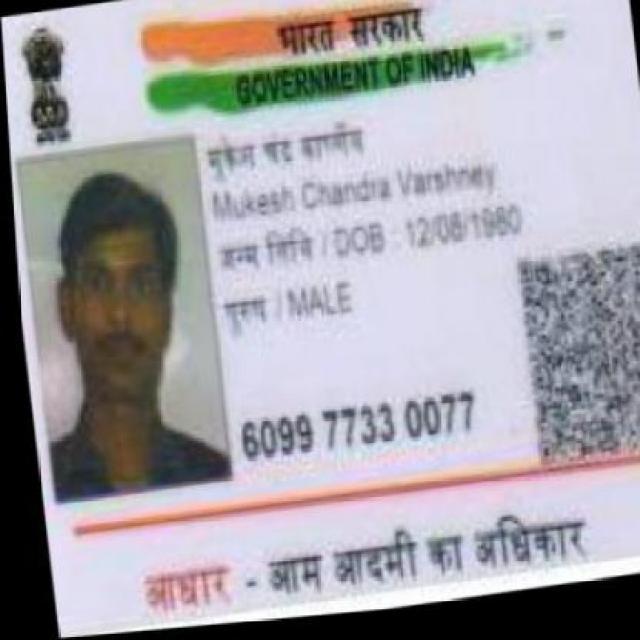 भारत सरकार
GOVERNMENT OF INDIA
मुकेश चंद्र वार्ष्णेय
Mukesh Chandra Varshney
जन्म तिथि / DOB : 12/08/1980
पुरुष / MALE
6099 7733 0077
आधार - आम आदमी का अधिकार